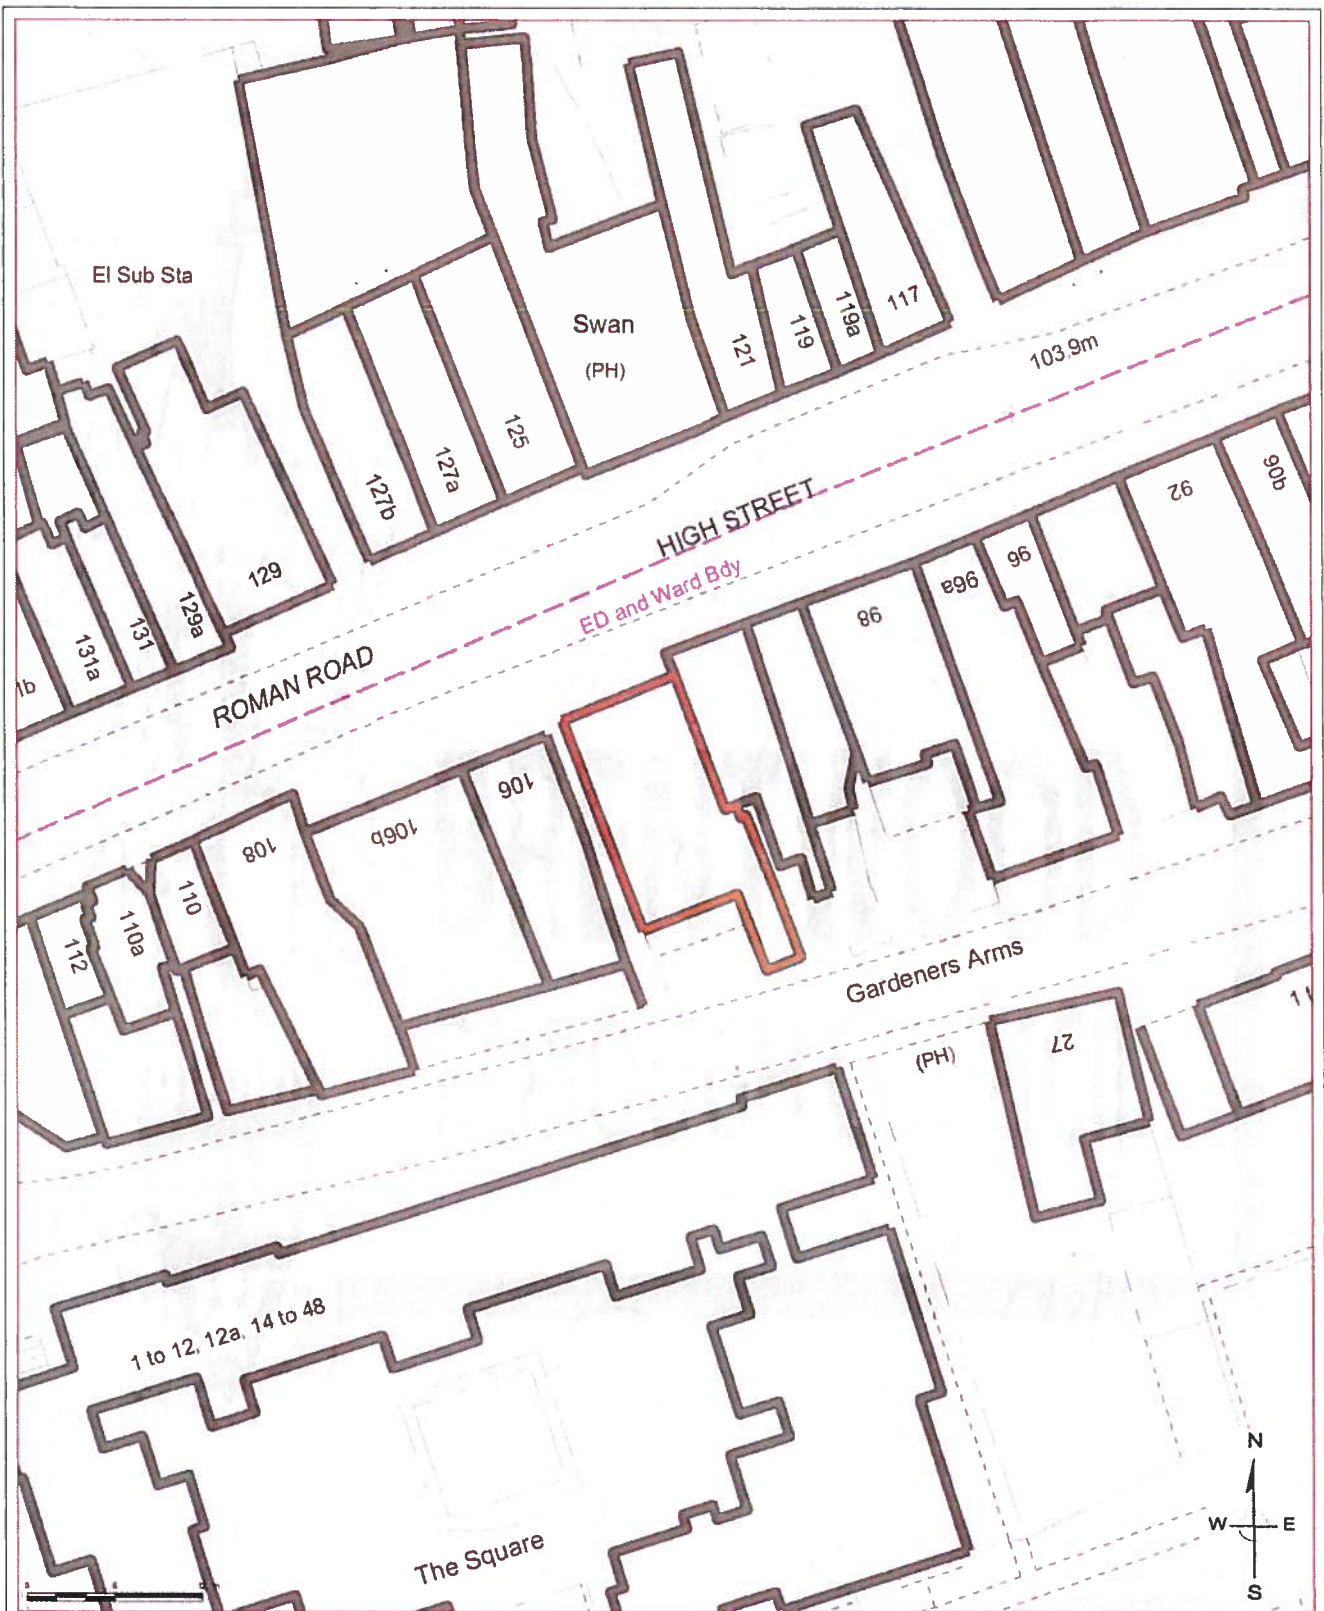 El Sub Sta
Swan
(PH)
117
119a
119
121
103.9m
125
127a
127b
HIGH STREET
92
90b
ED and Ward Bdy
96
96a
98
129
129a
131
131a
1b
ROMAN ROAD
106
106b
108
110
110a
112
Gardeners Arms
(PH)
27
1 to 12, 12a, 14 to 48
The Square
N
W E
S